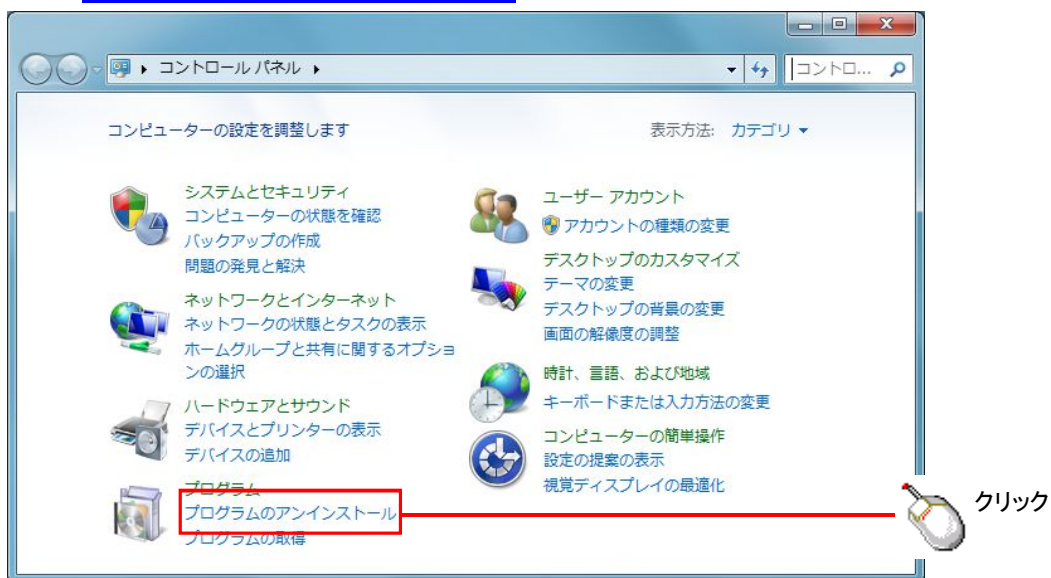 コントロール パネル
コントロ...
コンピューターの設定を調整します
表示方法: カテゴリ
システムとセキュリティ
コンピューターの状態を確認
バックアップの作成
問題の発見と解決
ネットワークとインターネット
ネットワークの状態とタスクの表示
ホームグループと共有に関するオプショ
ンの選択
ハードウェアとサウンド
デバイスとプリンターの表示
デバイスの追加
プログラム
プログラムのアンインストール
プログラムの取得
ユーザー アカウント
アカウントの種類の変更
デスクトップのカスタマイズ
テーマの変更
デスクトップの背景の変更
画面の解像度の調整
時計、言語、および地域
キーボードまたは入力方法の変更
コンピューターの簡単操作
設定の提案の表示
視覚ディスプレイの最適化
クリック